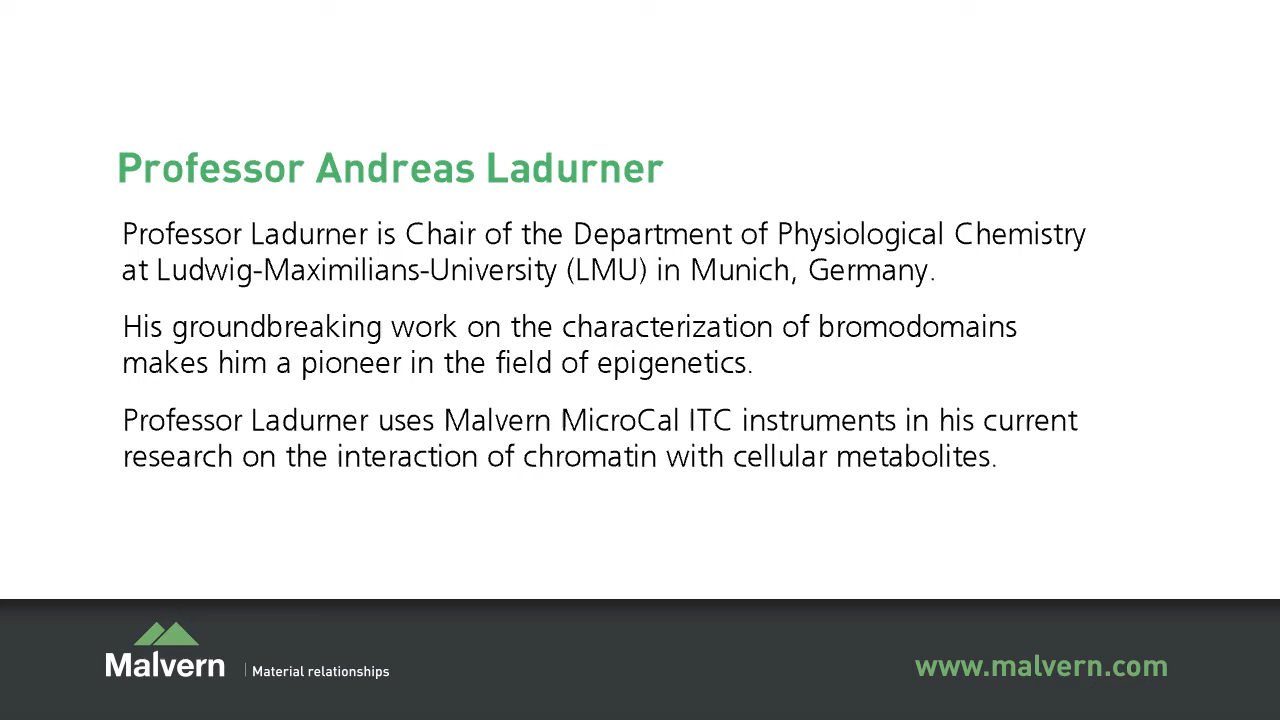 Professor Andreas Ladurner
Professor Ladurner is Chair of the Department of Physiological Chemistry
at Ludwig-Maximilians-University (LMU) in Munich, Germany.
His groundbreaking work on the characterization of bromodomains
makes him a pioneer in the field of epigenetics.
Professor Ladurner uses Malvern MicroCal ITC instruments in his current
research on the interaction of chromatin with cellular metabolites.
Malvern | Material relationships
www.malvern.com